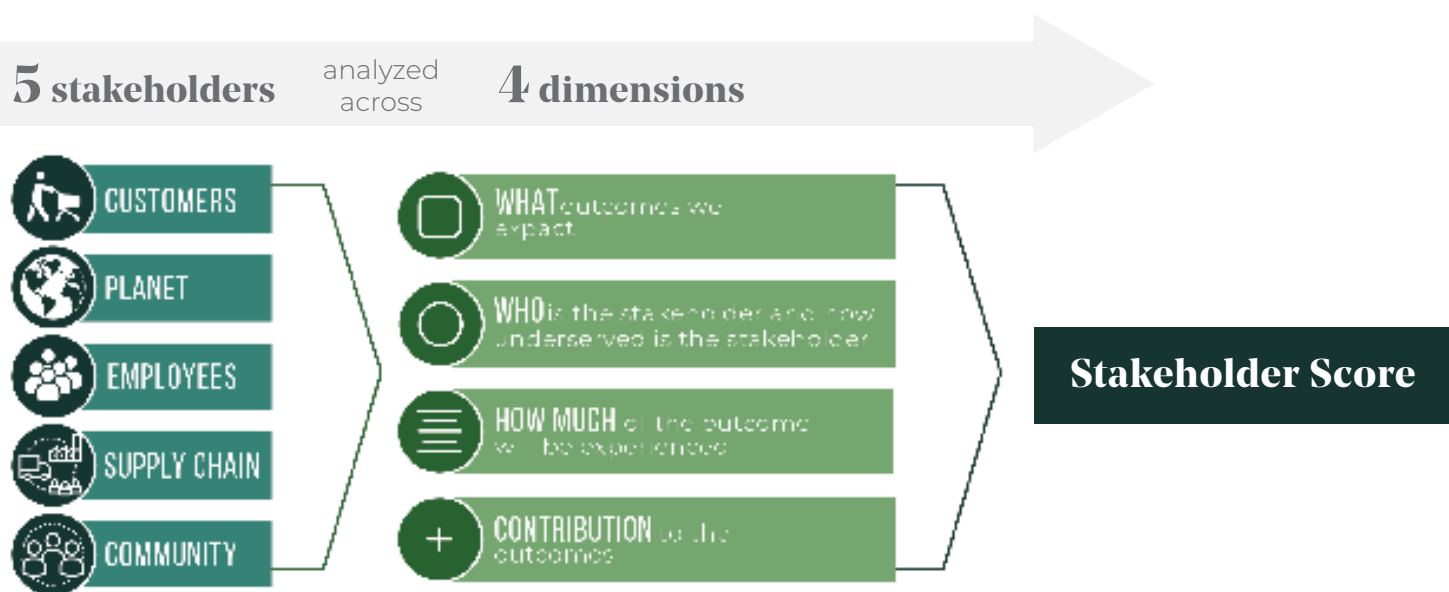 5 stakeholders
analyzed
across
4 dimensions
CUSTOMERS
PLANET
EMPLOYEES
SUPPLY CHAIN
COMMUNITY
WHAT outcomes we
expect
WHO is the stakeholder and how
underserved is the stakeholder
HOW MUCH of the outcome
will be experienced
CONTRIBUTION to the
outcomes
Stakeholder Score